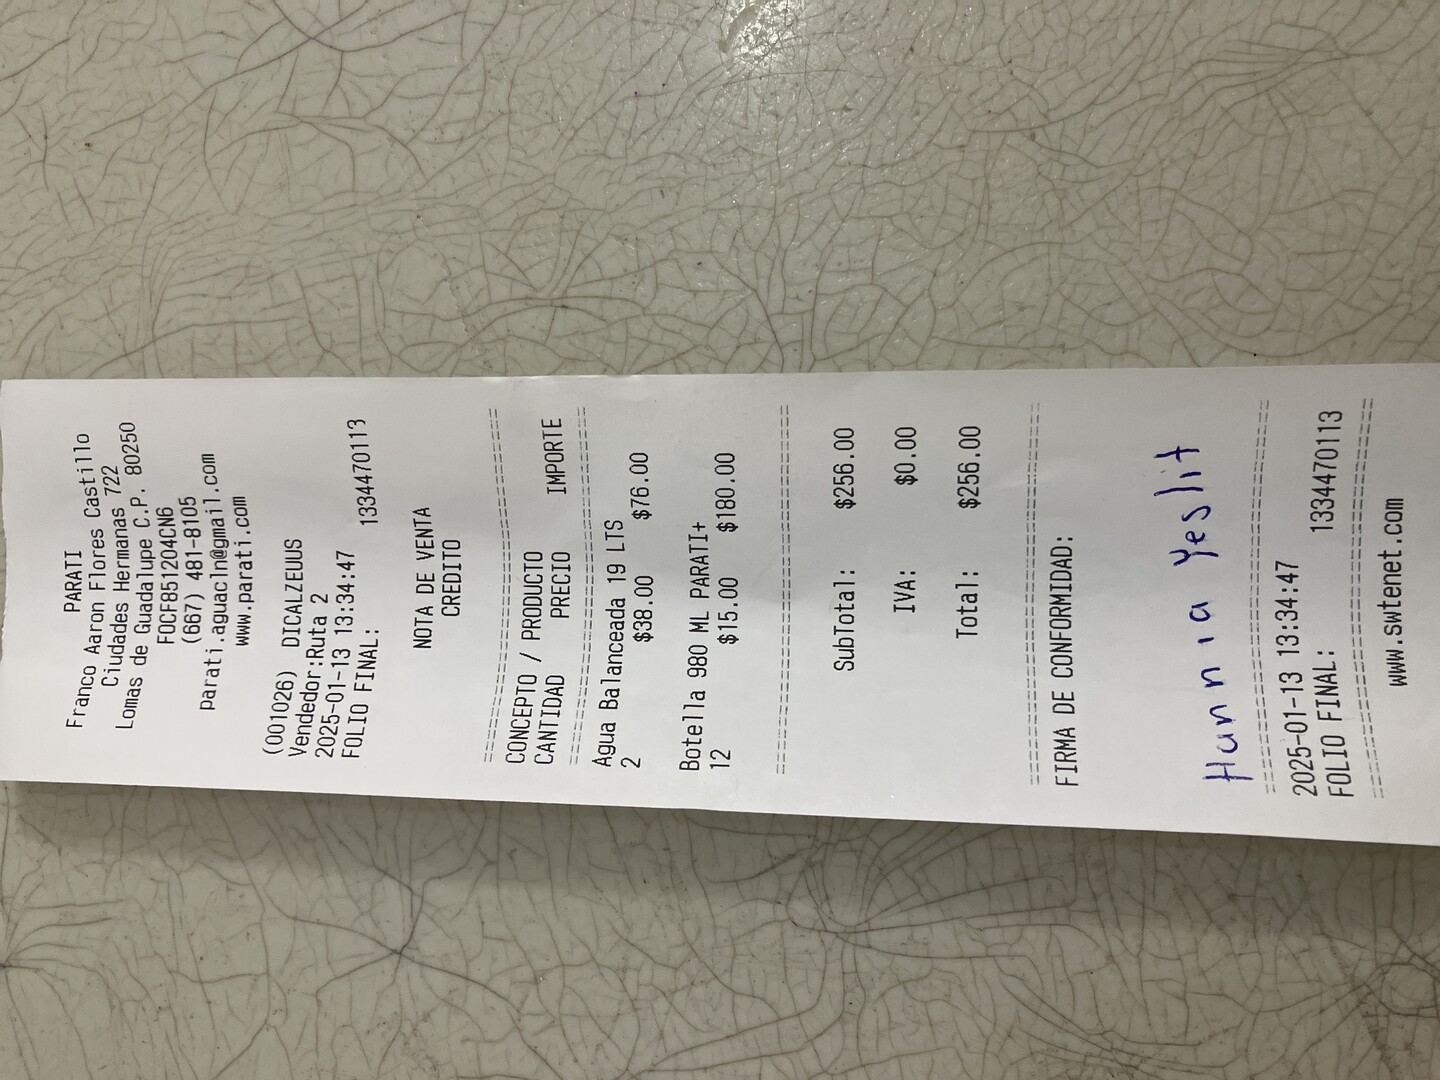 PARATI
Franco Aaron Flores Castillo
Ciudades Hermanas 722
Lomas de Guadalupe C.P. 80250
FOCF851204CN6
(667) 481-8105
parati.aguacln@gmail.com
www.parati.com
(001026) DICALZEUUS
Vendedor:Ruta 2
2025-01-13 13:34:47
FOLIO FINAL: 1334470113
NOTA DE VENTA
CREDITO
CONCEPTO / PRODUCTO
CANTIDAD PRECIO IMPORTE
Agua Balanceada 19 LTS
2 $38.00 $76.00
Botella 980 ML PARATI+
12 $15.00 $180.00
SubTotal: $256.00
IVA: $0.00
Total: $256.00
FIRMA DE CONFORMIDAD:
Hannia Yeslit
2025-01-13 13:34:47
FOLIO FINAL: 1334470113
www.swtenet.com